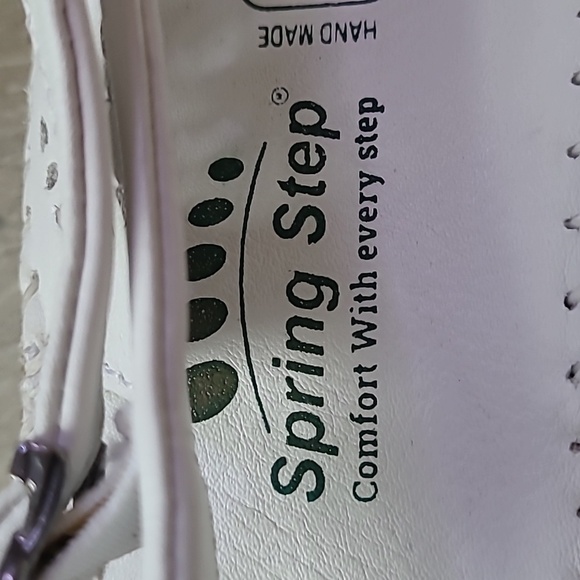 Spring Step®
Comfort With every step
HAND MADE